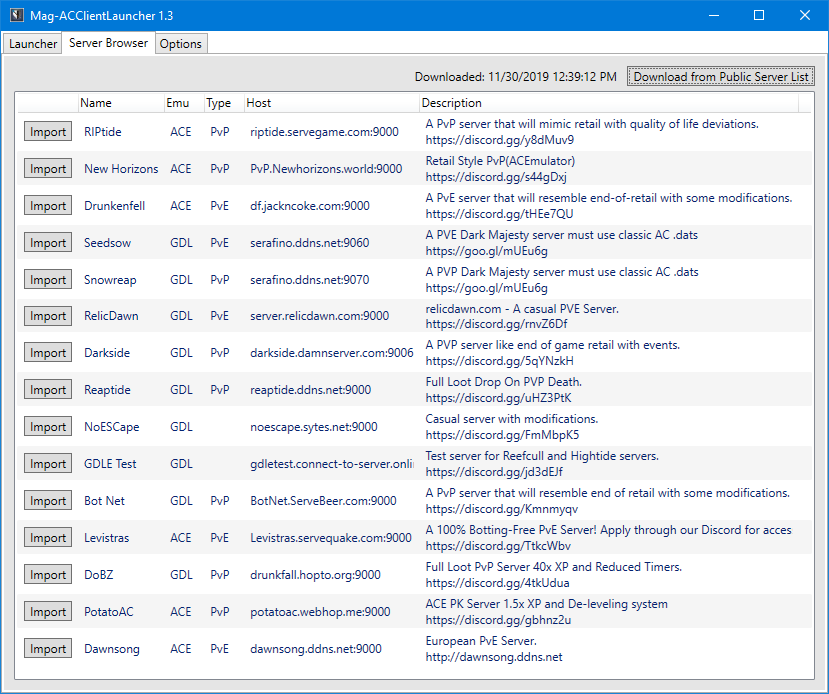 Mag-ACClientLauncher 1.3
Launcher Server Browser Options
Downloaded: 11/30/2019 12:39:12 PM Download from Public Server List
Name Emu Type Host Description
Import RIPtide ACE PvP riptide.servegame.com:9000 A PvP server that will mimic retail with quality of life deviations.
https://discord.gg/y8dMuv9
Import New Horizons ACE PvP PvP.Newhorizons.world:9000 Retail Style PvP(ACEmulator)
https://discord.gg/s44gDxj
Import Drunkenfell ACE PvE df.jackncoke.com:9000 A PvE server that will resemble end-of-retail with some modifications.
https://discord.gg/tHEe7QU
Import Seedsow GDL PvE serafino.ddns.net:9060 A PVE Dark Majesty server must use classic AC .dats
https://goo.gl/mUEu6g
Import Snowreap GDL PvP serafino.ddns.net:9070 A PVP Dark Majesty server must use classic AC .dats
https://goo.gl/mUEu6g
Import RelicDawn GDL PvE server.relicdawn.com:9000 relicdawn.com - A casual PVE Server.
https://discord.gg/rnvZ6Df
Import Darkside GDL PvP darkside.damnserver.com:9006 A PVP server like end of game retail with events.
https://discord.gg/5qYNzkH
Import Reaptide GDL PvP reaptide.ddns.net:9000 Full Loot Drop On PVP Death.
https://discord.gg/uHZ3PtK
Import NoESCape GDL noescape.sytes.net:9000 Casual server with modifications.
https://discord.gg/FmMbpK5
Import GDLE Test GDL gdletest.connect-to-server.onli Test server for Reefcull and Hightide servers.
https://discord.gg/jd3dEJf
Import Bot Net GDL PvP BotNet.ServeBeer.com:9000 A PvP server that will resemble end of retail with some modifications.
https://discord.gg/Kmnmyqv
Import Levistras ACE PvE Levistras.servequake.com:9000 A 100% Botting-Free PvE Server! Apply through our Discord for acces
https://discord.gg/TtkcWbv
Import DoBZ GDL PvP drunkfall.hopto.org:9000 Full Loot PvP Server 40x XP and Reduced Timers.
https://discord.gg/4tkUdua
Import PotatoAC ACE PvP potatoac.webhop.me:9000 ACE PK Server 1.5x XP and De-leveling system
https://discord.gg/gbhnz2u
Import Dawnsong ACE PvE dawnsong.ddns.net:9000 European PvE Server.
http://dawnsong.ddns.net